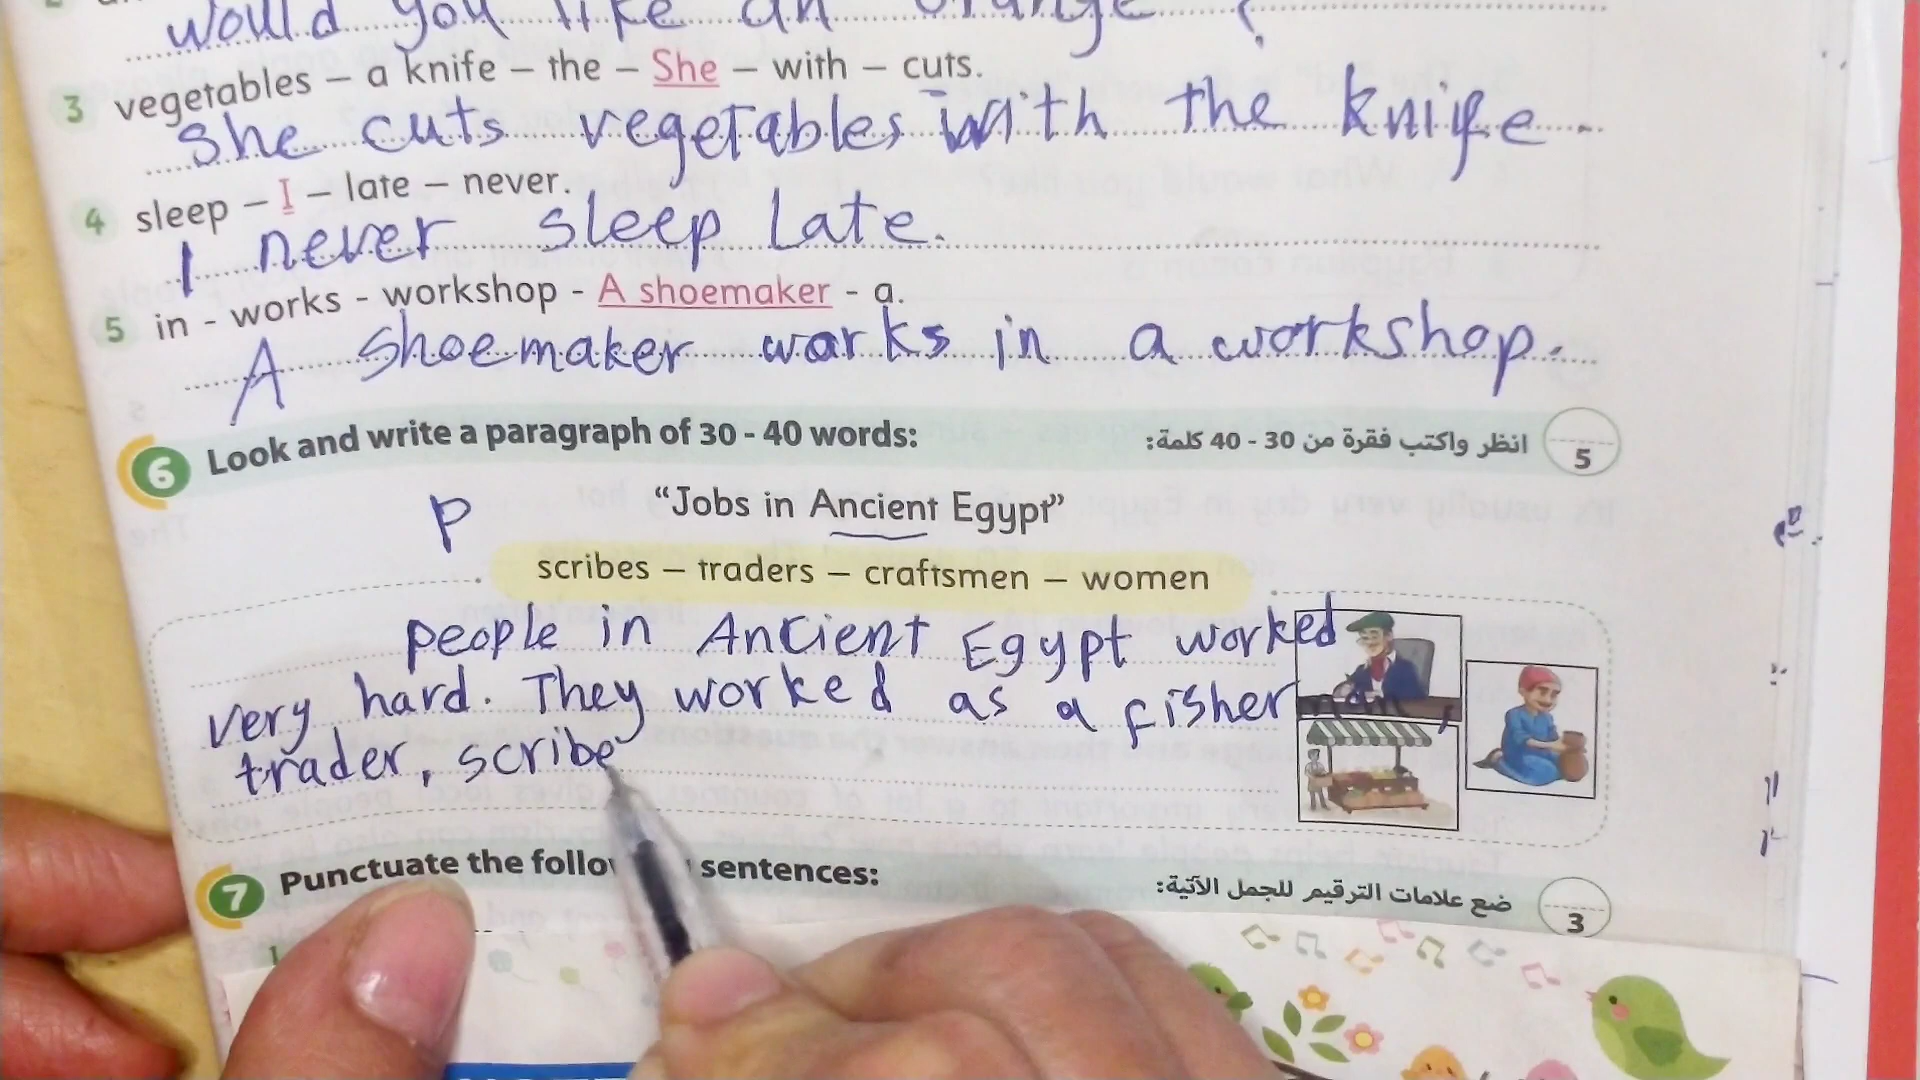 would you like an orange ?
3 vegetables – a knife – the – She – with – cuts.
She cuts vegetables with the knife
4 sleep – I – late – never.
I never sleep late.
5 in - works - workshop - A shoemaker - a.
A shoemaker works in a workshop.
6 Look and write a paragraph of 30 - 40 words: انظر واكتب فقرة من 30 - 40 كلمة: 5
P
“Jobs in Ancient Egypt”
scribes – traders – craftsmen – women
people in Ancient Egypt worked
very hard. They worked as a fisher
trader, scribe
7 Punctuate the sentences: ضع علامات الترقيم للجمل الآتية: 3
1